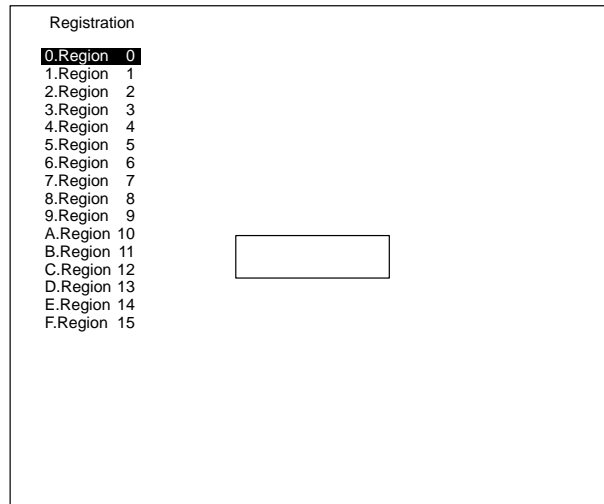 Registration
0.Region 0
1.Region 1
2.Region 2
3.Region 3
4.Region 4
5.Region 5
6.Region 6
7.Region 7
8.Region 8
9.Region 9
A.Region 10
B.Region 11
C.Region 12
D.Region 13
E.Region 14
F.Region 15